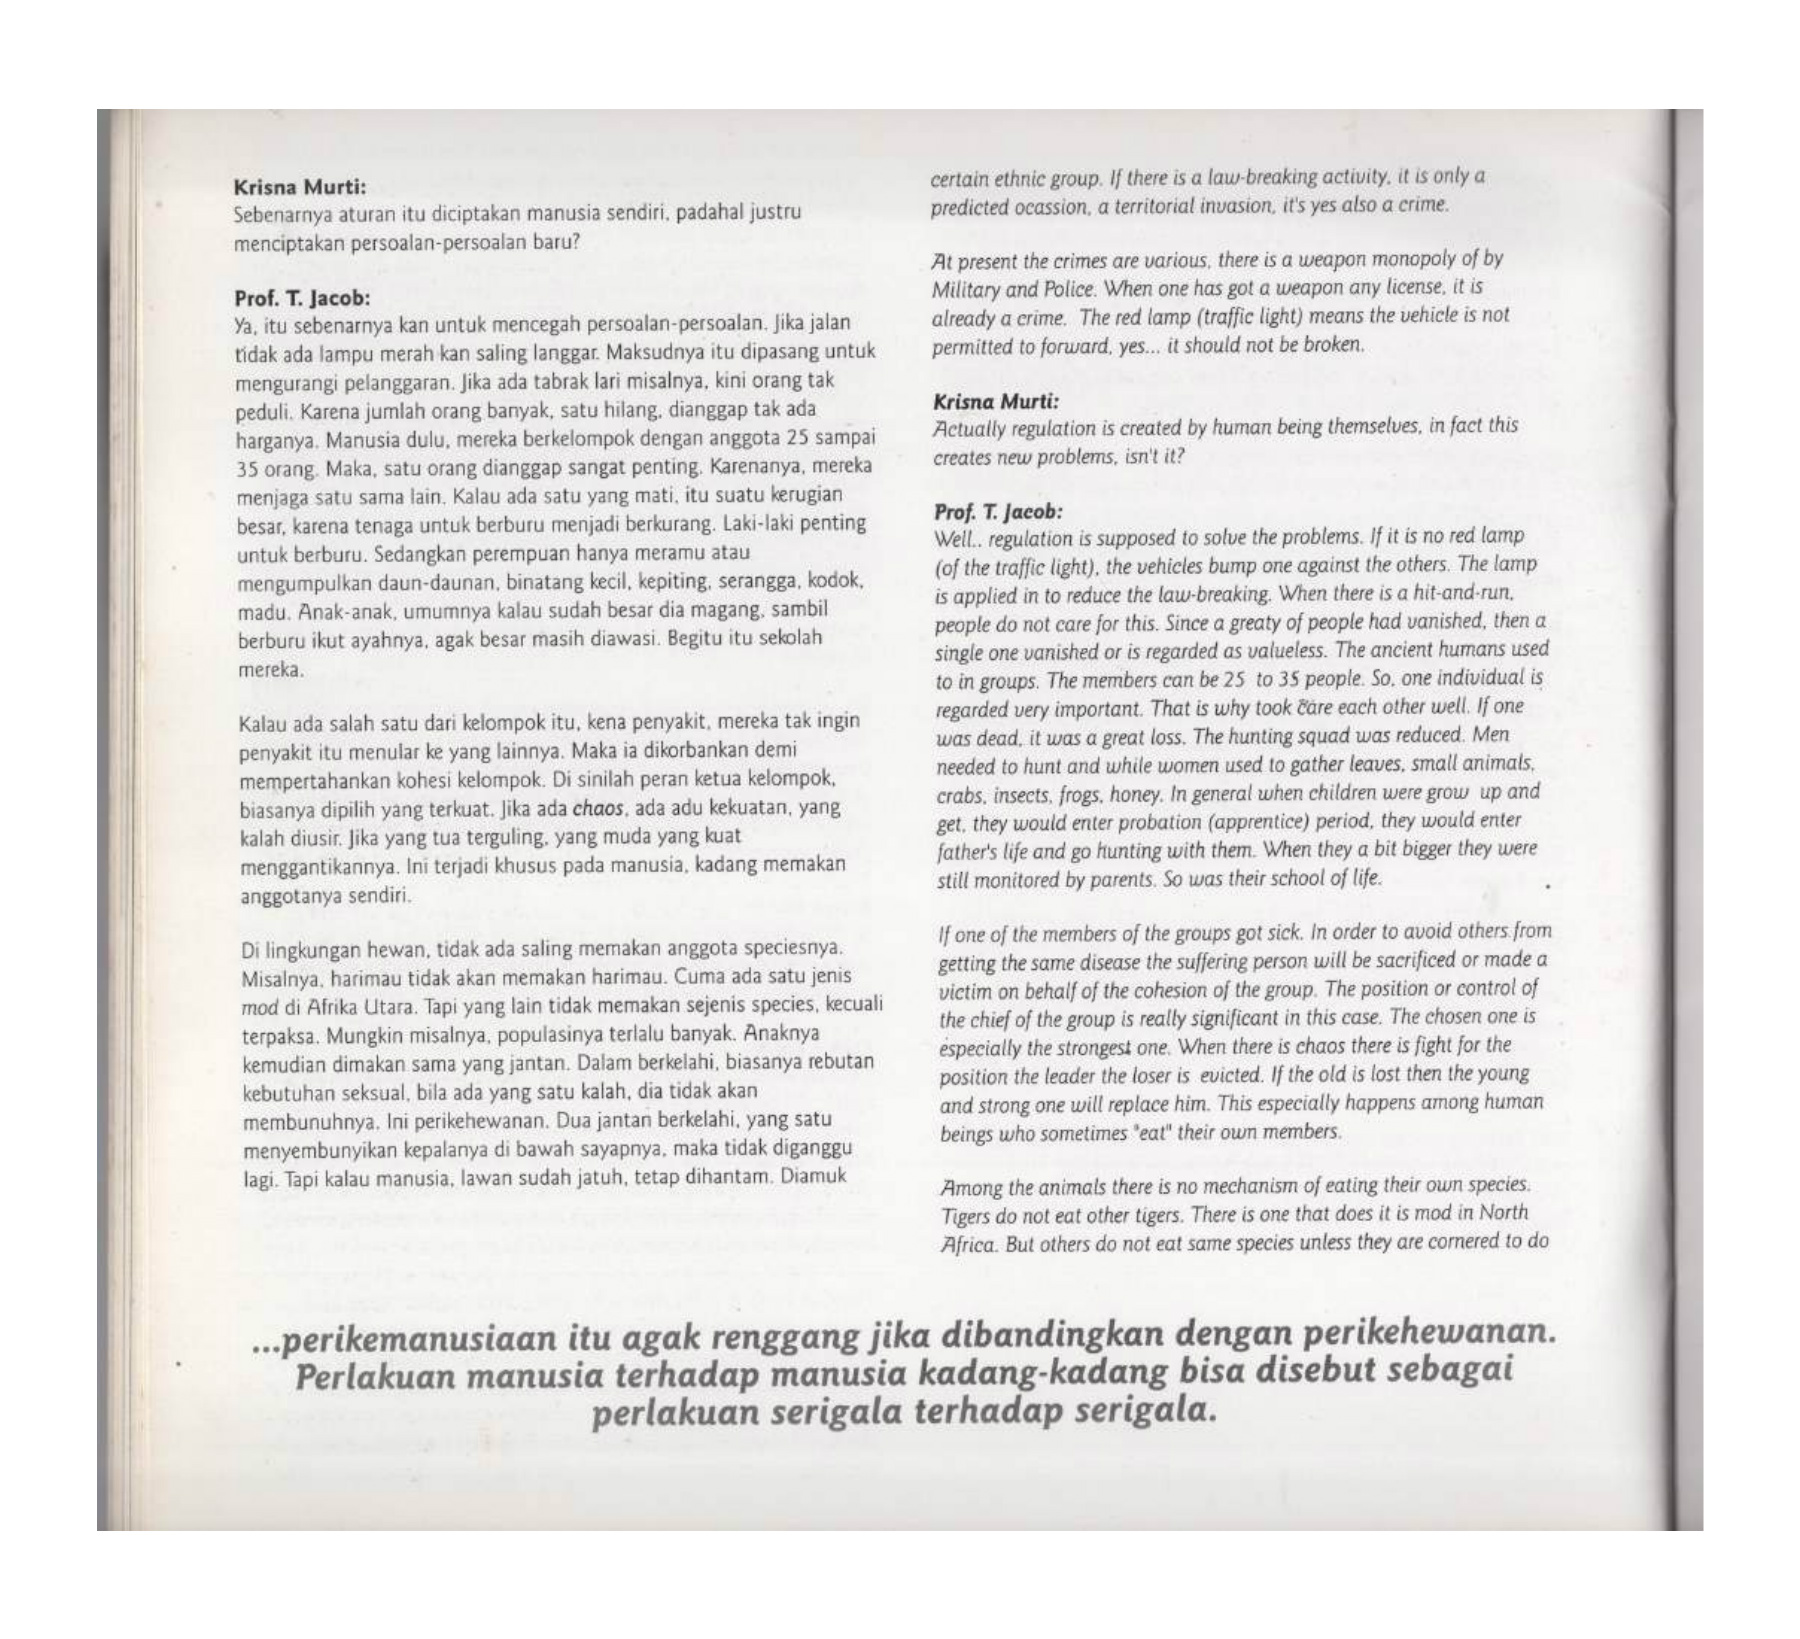 Krisna Murti:
Sebenarnya aturan itu diciptakan manusia sendiri, padahal justru
menciptakan persoalan-persoalan baru?
Prof. T. Jacob:
Ya, itu sebenarnya kan untuk mencegah persoalan-persoalan. Jika jalan
tidak ada lampu merah kan saling langgar. Maksudnya itu dipasang untuk
mengurangi pelanggaran. Jika ada tabrak lari misalnya, kini orang tak
peduli. Karena jumlah orang banyak, satu hilang, dianggap tak ada
harganya. Manusia dulu, mereka berkelompok dengan anggota 25 sampai
35 orang. Maka, satu orang dianggap sangat penting. Karenanya, mereka
menjaga satu sama lain. Kalau ada satu yang mati, itu suatu kerugian
besar, karena tenaga untuk berburu menjadi berkurang. Laki-laki penting
untuk berburu. Sedangkan perempuan hanya meramu atau
mengumpulkan daun-daunan, binatang kecil, kepiting, serangga, kodok,
madu. Anak-anak, umumnya kalau sudah besar dia magang, sambil
berburu ikut ayahnya, agak besar masih diawasi. Begitu itu sekolah
mereka.
Kalau ada salah satu dari kelompok itu, kena penyakit, mereka tak ingin
penyakit itu menular ke yang lainnya. Maka ia dikorbankan demi
mempertahankan kohesi kelompok. Di sinilah peran ketua kelompok,
biasanya dipilih yang terkuat. Jika ada chaos, ada adu kekuatan, yang
kalah diusir. Jika yang tua terguling, yang muda yang kuat
menggantikannya. Ini terjadi khusus pada manusia, kadang memakan
anggotanya sendiri.
Di lingkungan hewan, tidak ada saling memakan anggota speciesnya.
Misalnya, harimau tidak akan memakan harimau. Cuma ada satu jenis
mod di Afrika Utara. Tapi yang lain tidak memakan sejenis species, kecuali
terpaksa. Mungkin misalnya, populasinya terlalu banyak. Anaknya
kemudian dimakan sama yang jantan. Dalam berkelahi, biasanya rebutan
kebutuhan seksual, bila ada yang satu kalah, dia tidak akan
membunuhnya. Ini perikehewanan. Dua jantan berkelahi, yang satu
menyembunyikan kepalanya di bawah sayapnya, maka tidak diganggu
lagi. Tapi kalau manusia, lawan sudah jatuh, tetap dihantam. Diamuk
certain ethnic group. If there is a law-breaking activity, it is only a
predicted ocassion, a territorial invasion, it's yes also a crime.
At present the crimes are various, there is a weapon monopoly of by
Military and Police. When one has got a weapon any license, it is
already a crime. The red lamp (traffic light) means the vehicle is not
permitted to forward, yes... it should not be broken.
Krisna Murti:
Actually regulation is created by human being themselves, in fact this
creates new problems, isn't it?
Prof. T. Jacob:
Well.. regulation is supposed to solve the problems. If it is no red lamp
(of the traffic light), the vehicles bump one against the others. The lamp
is applied in to reduce the law-breaking. When there is a hit-and-run,
people do not care for this. Since a greaty of people had vanished, then a
single one vanished or is regarded as valueless. The ancient humans used
to in groups. The members can be 25 to 35 people. So, one individual is
regarded very important. That is why took care each other well. If one
was dead, it was a great loss. The hunting squad was reduced. Men
needed to hunt and while women used to gather leaves, small animals,
crabs, insects, frogs, honey. In general when children were grow up and
get, they would enter probation (apprentice) period, they would enter
father's life and go hunting with them. When they a bit bigger they were
still monitored by parents. So was their school of life.
If one of the members of the groups got sick. In order to avoid others from
getting the same disease the suffering person will be sacrificed or made a
victim on behalf of the cohesion of the group. The position or control of
the chief of the group is really significant in this case. The chosen one is
especially the strongest one. When there is chaos there is fight for the
position the leader the loser is evicted. If the old is lost then the young
and strong one will replace him. This especially happens among human
beings who sometimes "eat" their own members.
Among the animals there is no mechanism of eating their own species.
Tigers do not eat other tigers. There is one that does it is mod in North
Africa. But others do not eat same species unless they are cornered to do
...perikemanusiaan itu agak renggang jika dibandingkan dengan perikehewanan.
Perlakuan manusia terhadap manusia kadang-kadang bisa disebut sebagai
perlakuan serigala terhadap serigala.